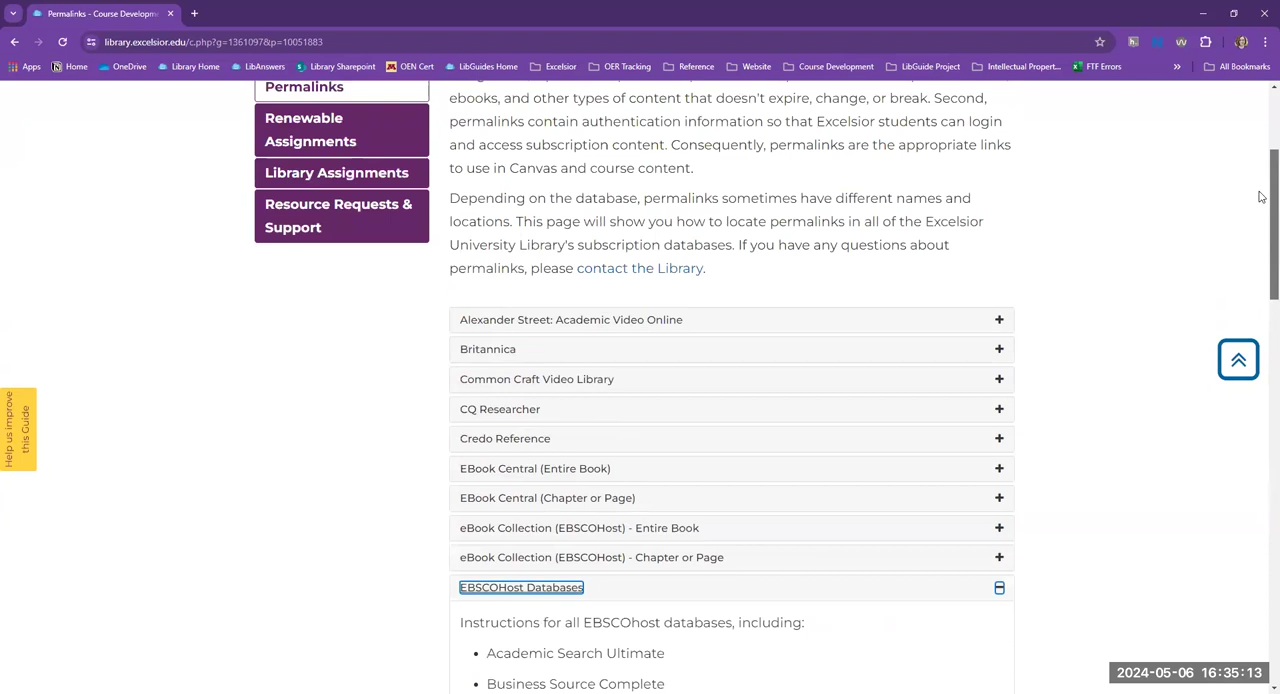 Permalinks - Course Developm
library.excelsior.edu/c.php?g=1361097&p=10051883
Apps Home OneDrive Library Home LibAnswers Library Sharepoint OEN Cert LibGuides Home Excelsior OER Tracking Reference Website Course Development LibGuide Project Intellectual Propert... FTF Errors » All Bookmarks
Permalinks
Renewable
Assignments
Library Assignments
Resource Requests &
Support
ebooks, and other types of content that doesn't expire, change, or break. Second,
permalinks contain authentication information so that Excelsior students can login
and access subscription content. Consequently, permalinks are the appropriate links
to use in Canvas and course content.
Depending on the database, permalinks sometimes have different names and
locations. This page will show you how to locate permalinks in all of the Excelsior
University Library's subscription databases. If you have any questions about
permalinks, please contact the Library.
Alexander Street: Academic Video Online
Britannica
Common Craft Video Library
CQ Researcher
Credo Reference
EBook Central (Entire Book)
EBook Central (Chapter or Page)
eBook Collection (EBSCOHost) - Entire Book
eBook Collection (EBSCOHost) - Chapter or Page
EBSCOHost Databases
Instructions for all EBSCOhost databases, including:
• Academic Search Ultimate
• Business Source Complete
Help us improve
this Guide
2024-05-06 16:35:13